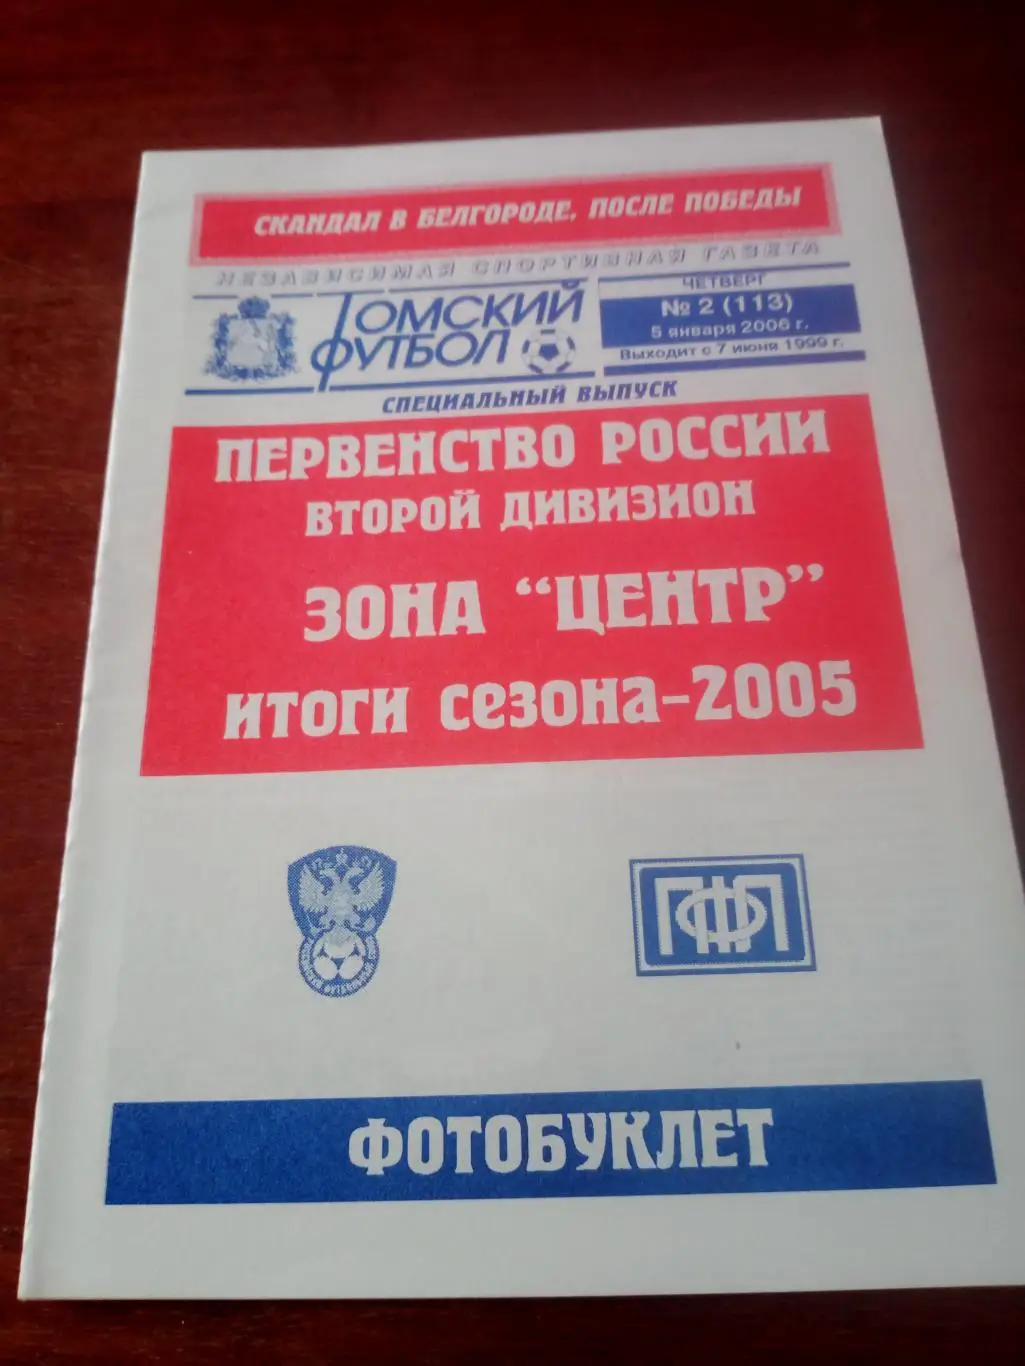 СКАНДАЛ В БЕЛГОРОДЕ, ПОСЛЕ ПОБЕДЫ
НЕЗАВИСИМАЯ СПОРТИВНАЯ ГАЗЕТА
ТОМСКИЙ
ФУТБОЛ
ЧЕТВЕРГ
№ 2 (113)
5 января 2006 г.
Выходит с 7 июня 1999 г.
СПЕЦИАЛЬНЫЙ ВЫПУСК
ПЕРВЕНСТВО РОССИИ
ВТОРОЙ ДИВИЗИОН
ЗОНА “ЦЕНТР”
ИТОГИ СЕЗОНА-2005
ПФЛ
ФОТОБУКЛЕТ